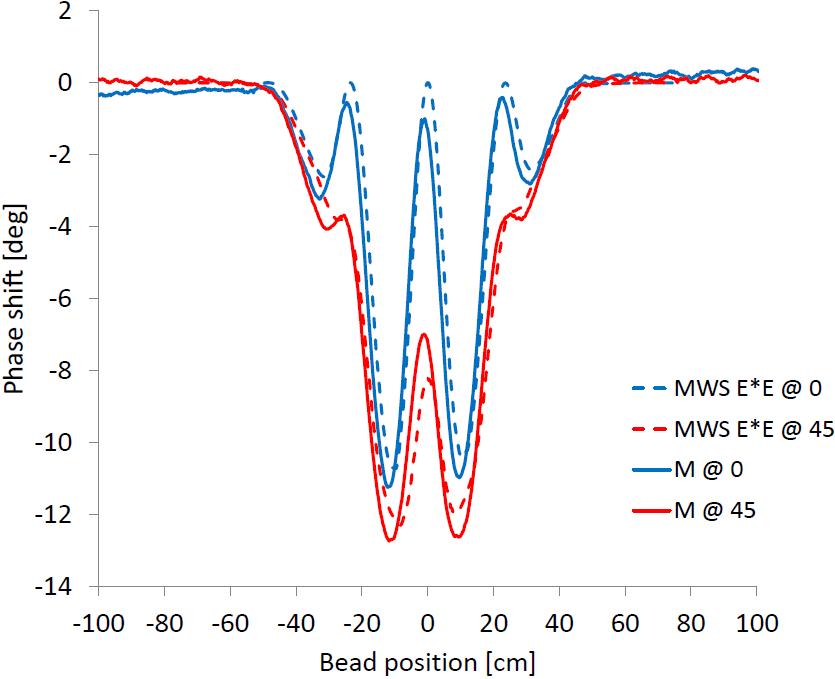 2
0
-2
-4
-6
-8
-10
-12
-14
Phase shift [deg]
-100 -80 -60 -40 -20 0 20 40 60 80 100
Bead position [cm]
MWS E*E @ 0
MWS E*E @ 45
M @ 0
M @ 45